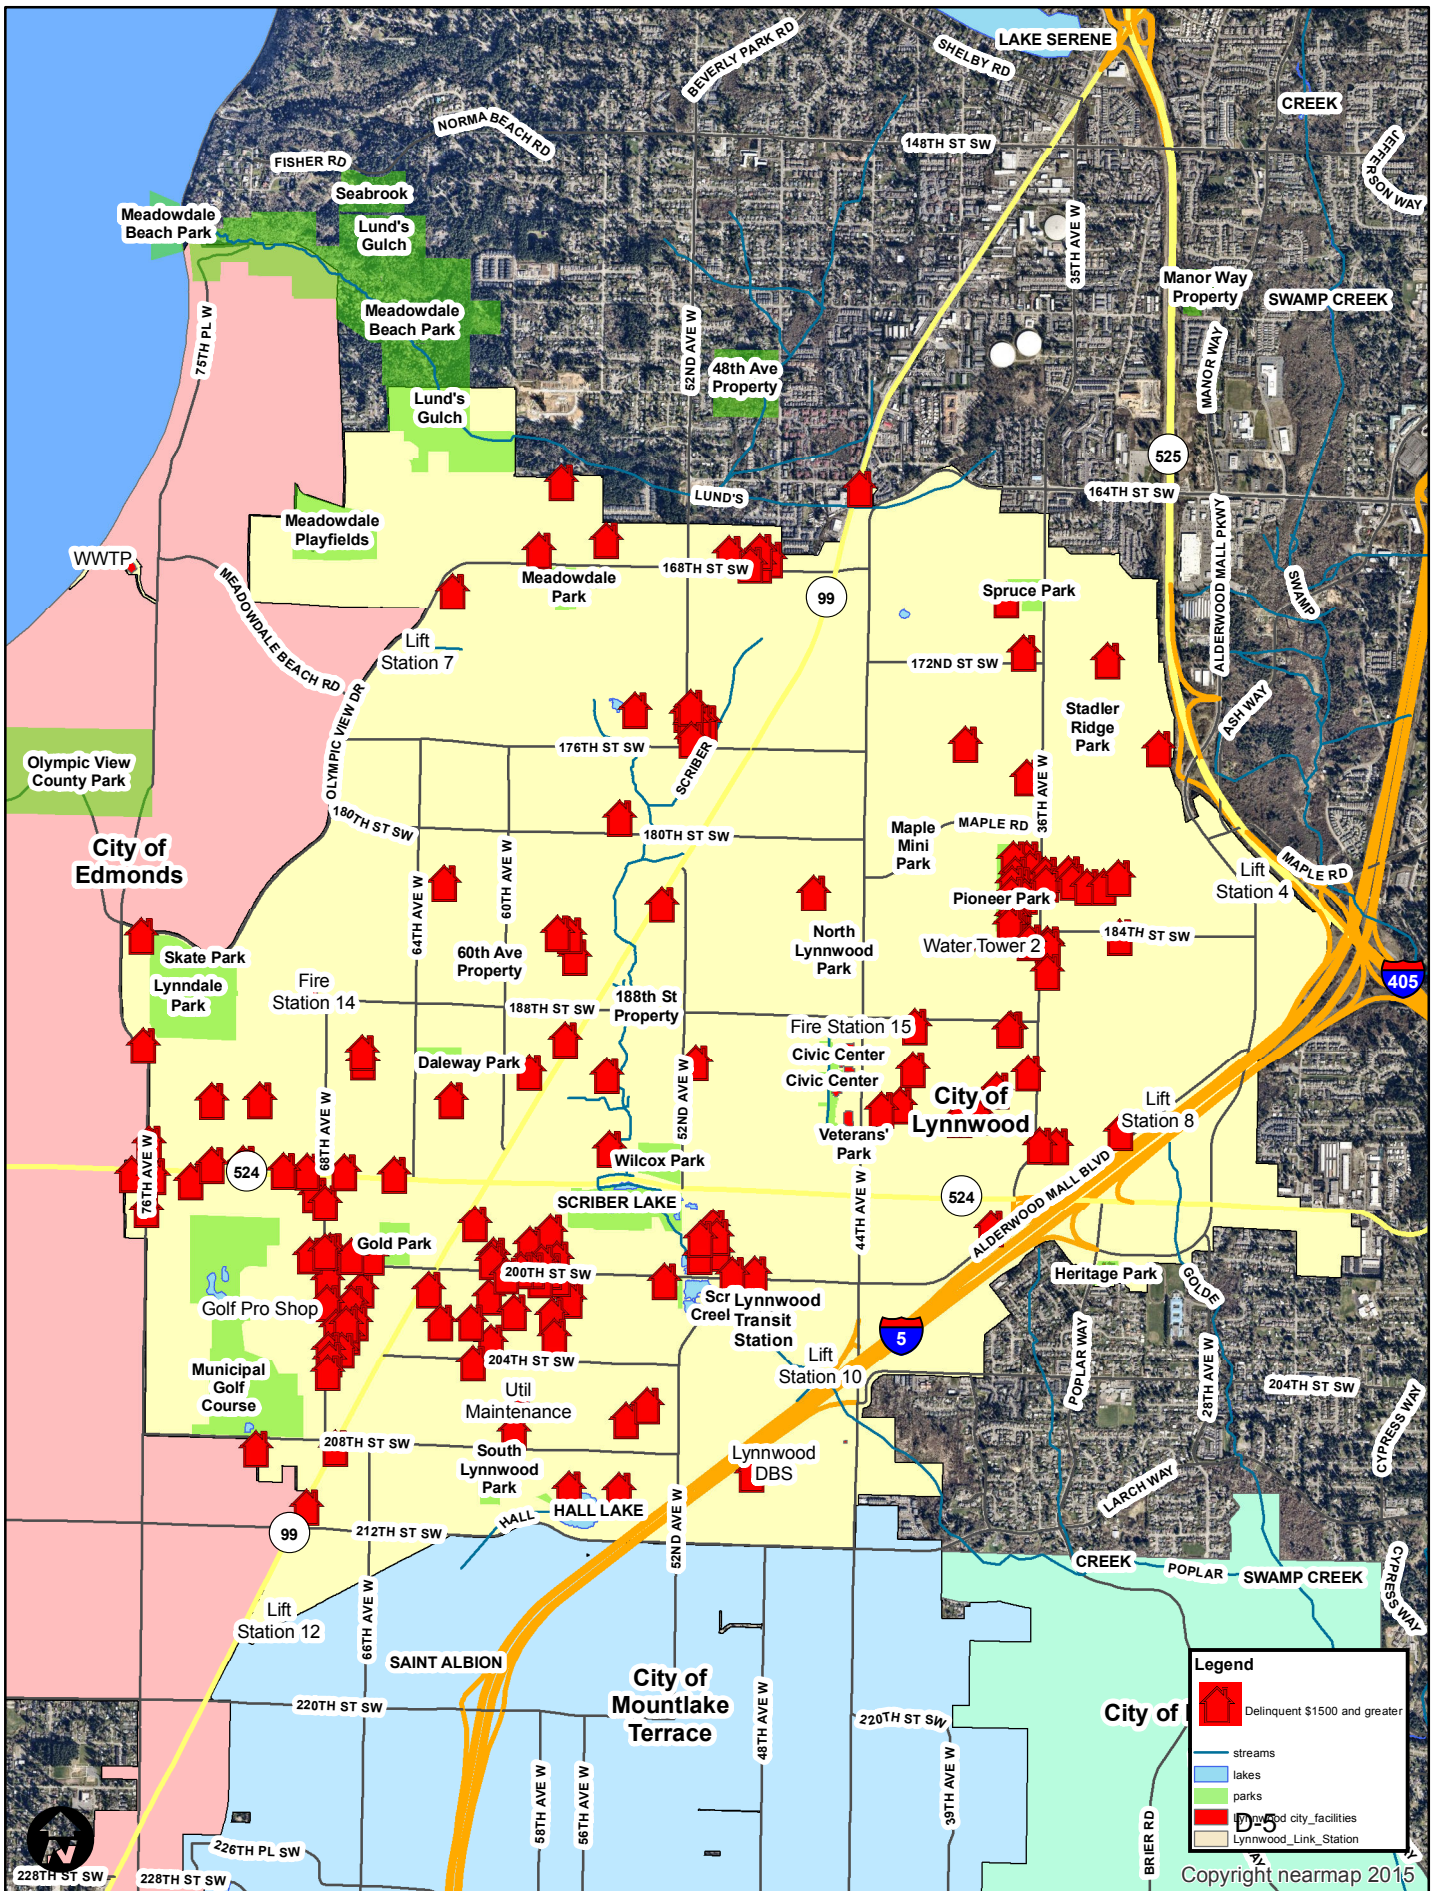 LAKE SERENE
BEVERLY PARK RD
SHELBY RD
CREEK
NORMA BEACH RD
148TH ST SW
JEFFERSON WAY
FISHER RD
Seabrook
Meadowdale
Beach Park
Lund's
Gulch
35TH AVE W
Manor Way
Property
SWAMP CREEK
75TH PL W
Meadowdale
Beach Park
52ND AVE W
48th Ave
Property
MANOR WAY
Lund's
Gulch
525
LUND'S
164TH ST SW
Meadowdale
Playfields
ALDERWOOD MALL PKWY
WWTP
MEADOWDALE BEACH RD
168TH ST SW
Meadowdale
Park
99
Spruce Park
SWAMP
Lift
Station 7
172ND ST SW
OLYMPIC VIEW DR
Stadler
Ridge
Park
ASH WAY
176TH ST SW
SCRIBER
Olympic View
County Park
36TH AVE W
180TH ST SW
180TH ST SW
MAPLE RD
Maple
Mini
Park
City of
Edmonds
MAPLE RD
Lift
Station 4
64TH AVE W
60TH AVE W
Pioneer Park
Skate Park
60th Ave
Property
North
Lynnwood
Park
Water Tower 2
184TH ST SW
Lynndale
Park
Fire
Station 14
188th St
Property
405
188TH ST SW
Fire Station 15
Civic Center
Daleway Park
Civic Center
68TH AVE W
52ND AVE W
City of
Lynnwood
Lift
Station 8
Veterans'
Park
76TH AVE W
Wilcox Park
524
524
SCRIBER LAKE
44TH AVE W
ALDERWOOD MALL BLVD
Gold Park
200TH ST SW
Heritage Park
GOLDE
Golf Pro Shop
Scr
Creel
Lynnwood
Transit
Station
5
POPLAR WAY
28TH AVE W
Municipal
Golf
Course
204TH ST SW
Lift
Station 10
204TH ST SW
CYPRESS WAY
Util
Maintenance
208TH ST SW
South
Lynnwood
Park
Lynnwood
DBS
LARCH WAY
HALL
HALL LAKE
99
212TH ST SW
52ND AVE W
CREEK
POPLAR
SWAMP CREEK
CYPRESS WAY
Lift
Station 12
66TH AVE W
SAINT ALBION
City of
Mountlake
Terrace
220TH ST SW
48TH AVE W
220TH ST SW
City of
58TH AVE W
56TH AVE W
39TH AVE W
BRIER RD
226TH PL SW
228TH ST SW
228TH ST SW
N
Legend
Delinquent $1500 and greater
streams
lakes
parks
Lynnwood city_facilities
D-5
Lynnwood_Link_Station
Copyright nearmap 2015